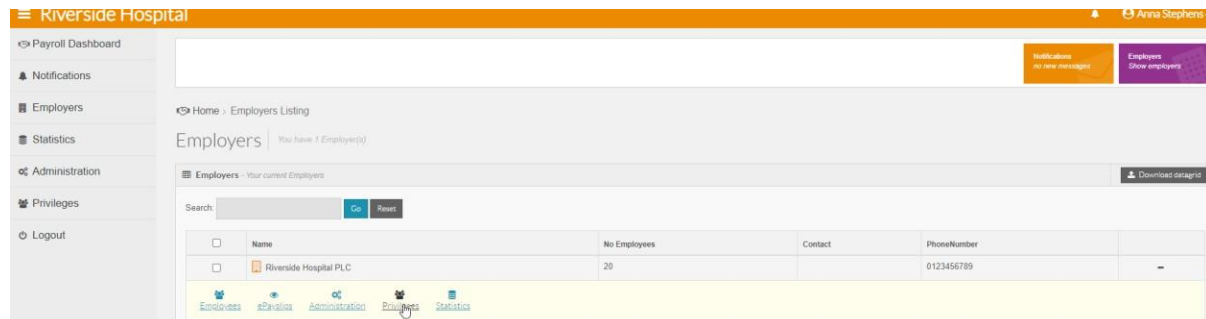 Riverside Hospital
Anna Stephens
Payroll Dashboard
Notifications
Employers
Statistics
Administration
Privileges
Logout
Notifications
no new messages
Employers
Show employers
Home › Employers Listing
Employers You have 1 Employer(s)
Employers - Your current Employers
Download datagrid
Search: Go Reset
Name No Employees Contact PhoneNumber
Riverside Hospital PLC 20 0123456789
Employees ePayslips Administration Privileges Statistics